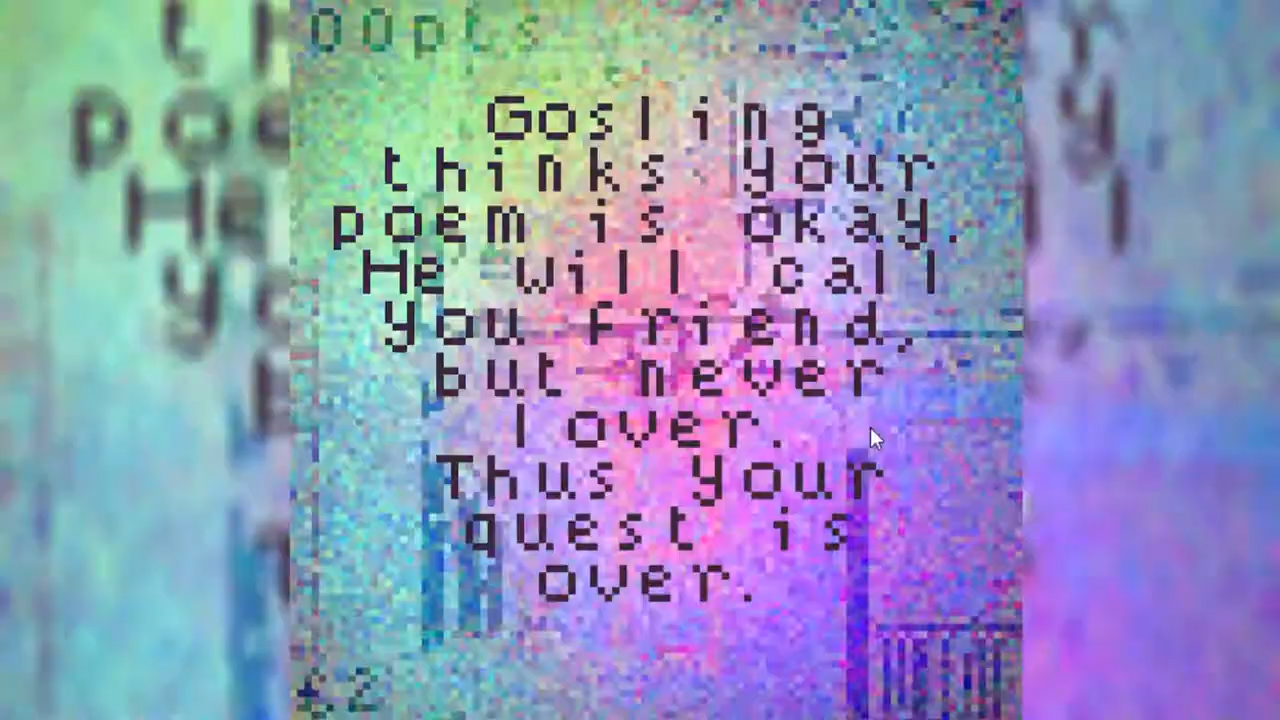 00pts
Gosling
thinks your
poem is okay.
He will call
you friend,
but never
lover.
Thus your
quest is
over.
62